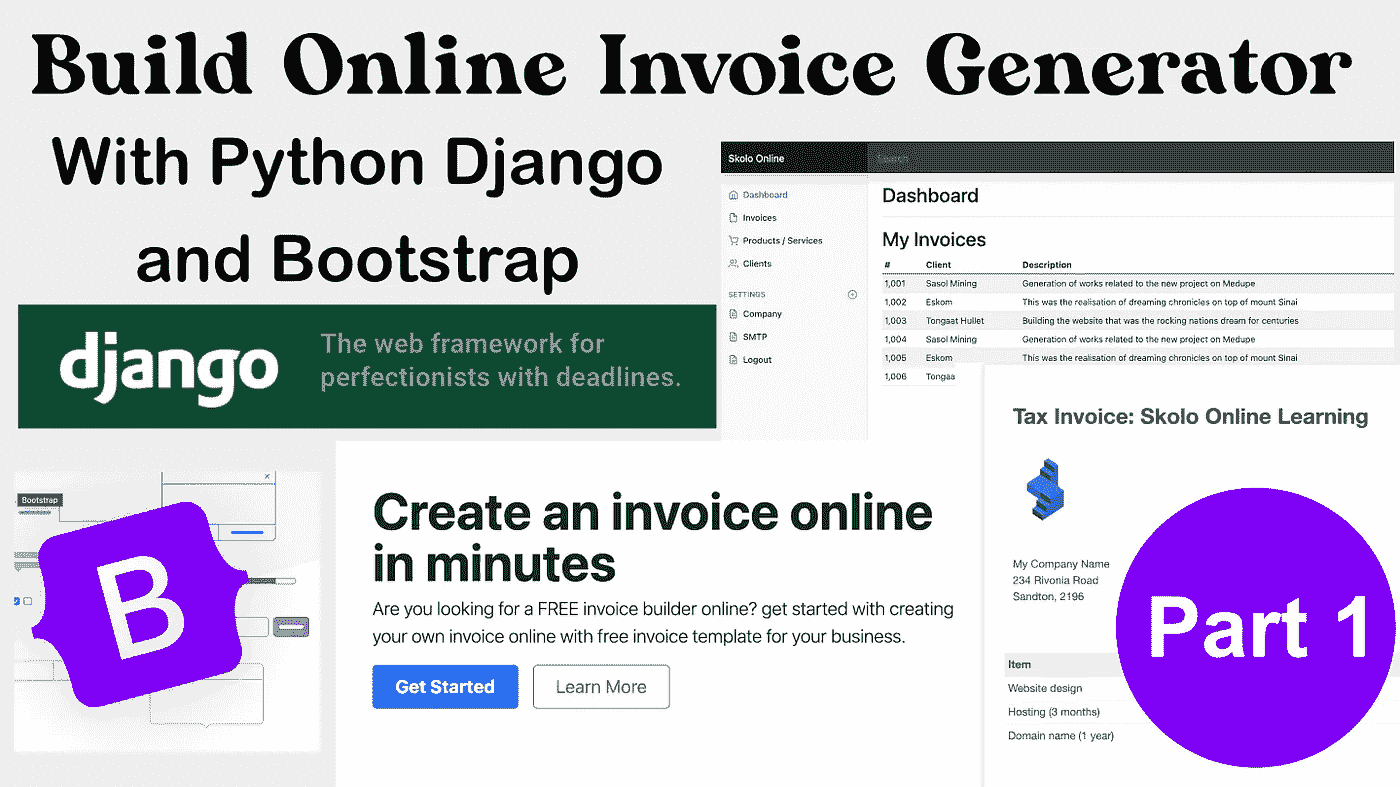 Build Online Invoice Generator
With Python Django
and Bootstrap
django
The web framework for
perfectionists with deadlines.
Skolo Online
Search
Dashboard
Invoices
Products / Services
Clients
SETTINGS
Company
SMTP
Logout
Dashboard
My Invoices
# Client Description
1,001 Sasol Mining Generation of works related to the new project on Medupe
1,002 Eskom This was the realisation of dreaming chronicles on top of mount Sinai
1,003 Tongaat Hullet Building the website that was the rocking nations dream for centuries
1,004 Sasol Mining Generation of works related to the new project on Medupe
1,005 Eskom This was the realisation of dreaming chronicles on top of mount Sinai
1,006 Tongaa
Bootstrap
B
Create an invoice online
in minutes
Are you looking for a FREE invoice builder online? get started with creating
your own invoice online with free invoice template for your business.
Get Started
Learn More
Tax Invoice: Skolo Online Learning
My Company Name
234 Rivonia Road
Sandton, 2196
Item
Website design
Hosting (3 months)
Domain name (1 year)
Part 1